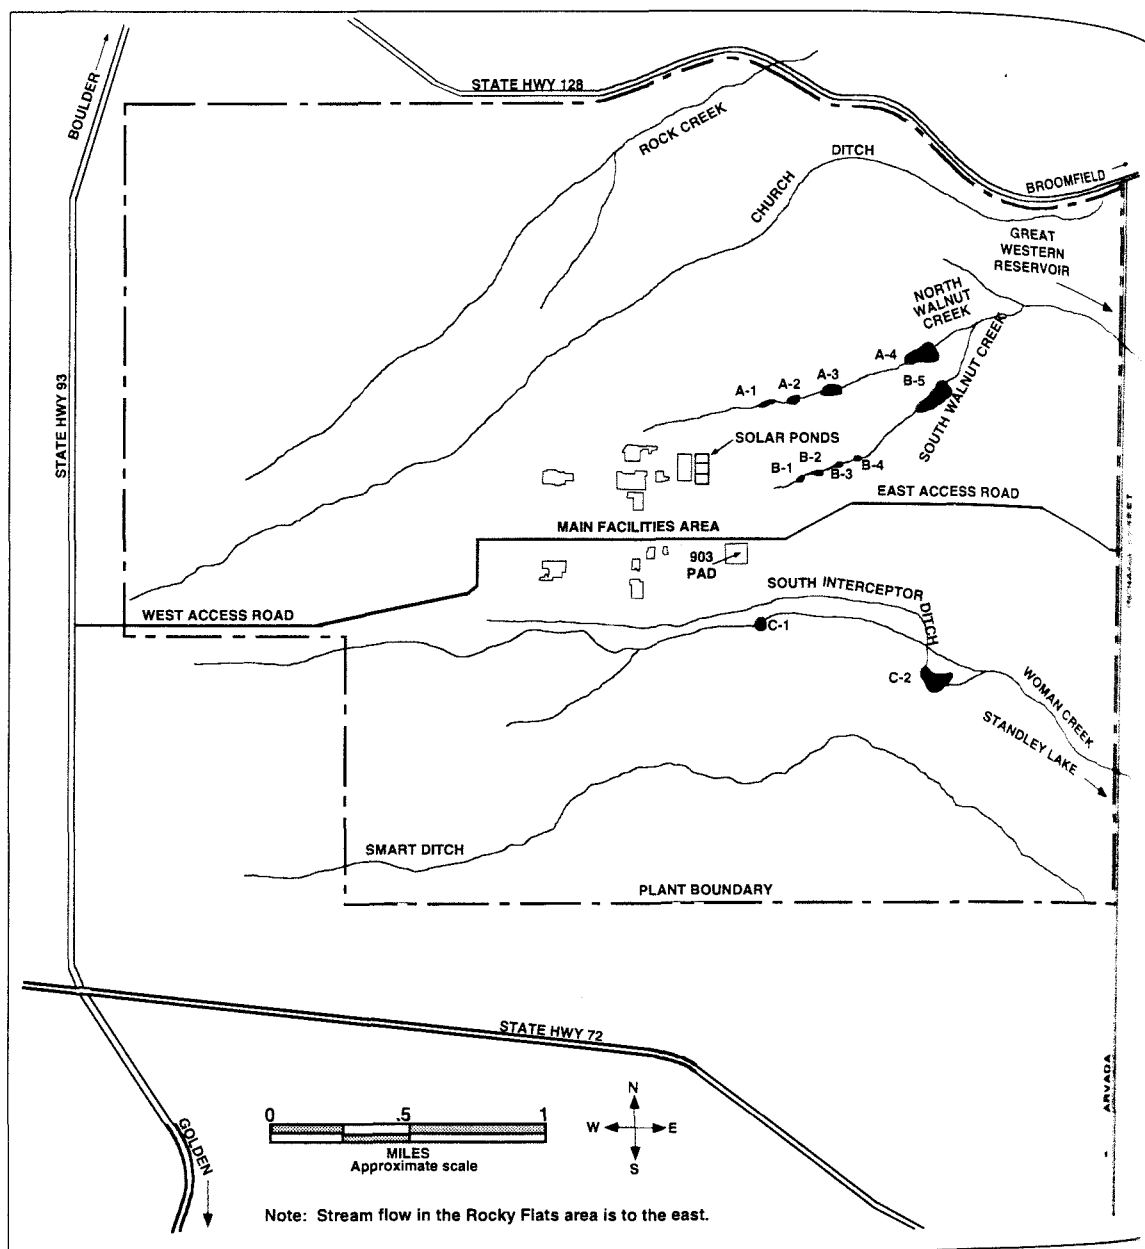 STATE HWY 128
BOULDER
ROCK CREEK
DITCH
CHURCH
BROOMFIELD
GREAT
WESTERN
RESERVOIR
NORTH
WALNUT
CREEK
A-4
A-3
A-2
A-1
B-5
SOUTH WALNUT CREEK
STATE HWY 93
SOLAR PONDS
B-2
B-1
B-3
B-4
EAST ACCESS ROAD
MAIN FACILITIES AREA
903
PAD
SOUTH INTERCEPTOR
DITCH
WEST ACCESS ROAD
C-1
C-2
WOMAN CREEK
STANDLEY LAKE
SMART DITCH
PLANT BOUNDARY
STATE HWY 72
ARVADA
GOLDEN
0 .5 1
MILES
Approximate scale
N
W E
S
Note: Stream flow in the Rocky Flats area is to the east.